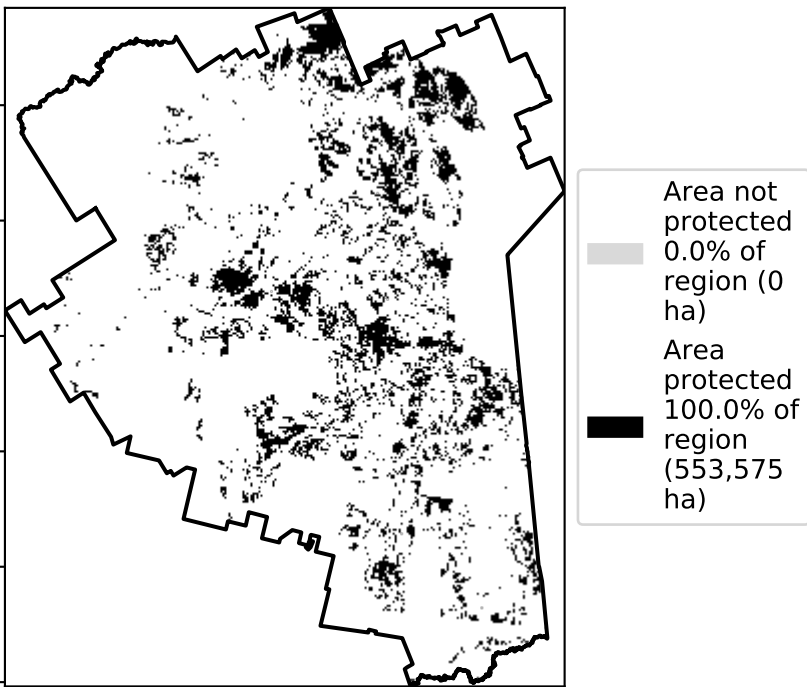 Area not
protected
0.0% of
region (0
ha)
Area
protected
100.0% of
region
(553,575
ha)